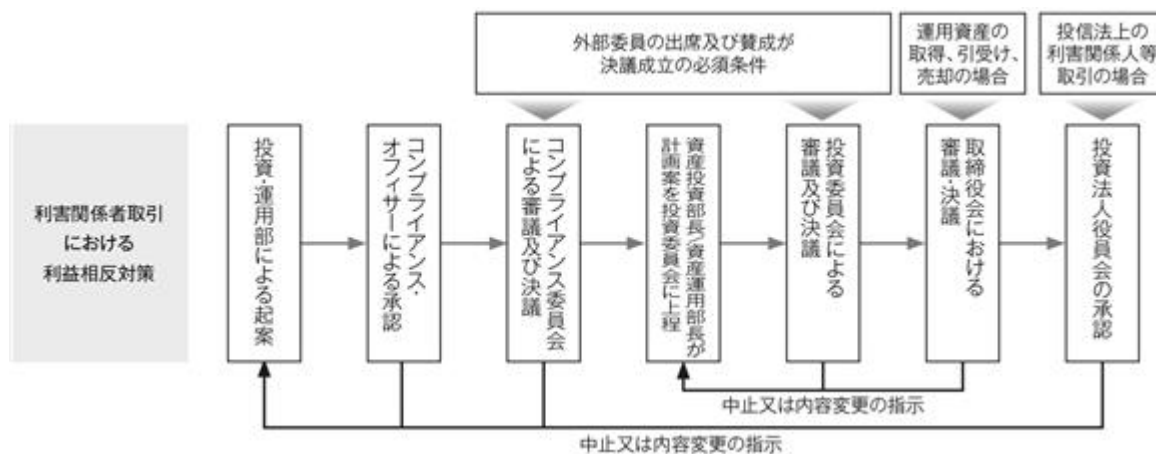 外部委員の出席及び賛成が
決議成立の必須条件
運用資産の
取得、引受け、
売却の場合
投信法上の
利害関係人等
取引の場合
利害関係者取引
における
利益相反対策
投資・運用部による起案
コンプライアンス・
オフィサーによる承認
コンプライアンス委員会
による審議及び決議
資産投資部長/資産運用部長が
計画案を投資委員会に上程
投資委員会による
審議及び決議
取締役会における
審議・決議
投資法人役員会の承認
中止又は内容変更の指示
中止又は内容変更の指示